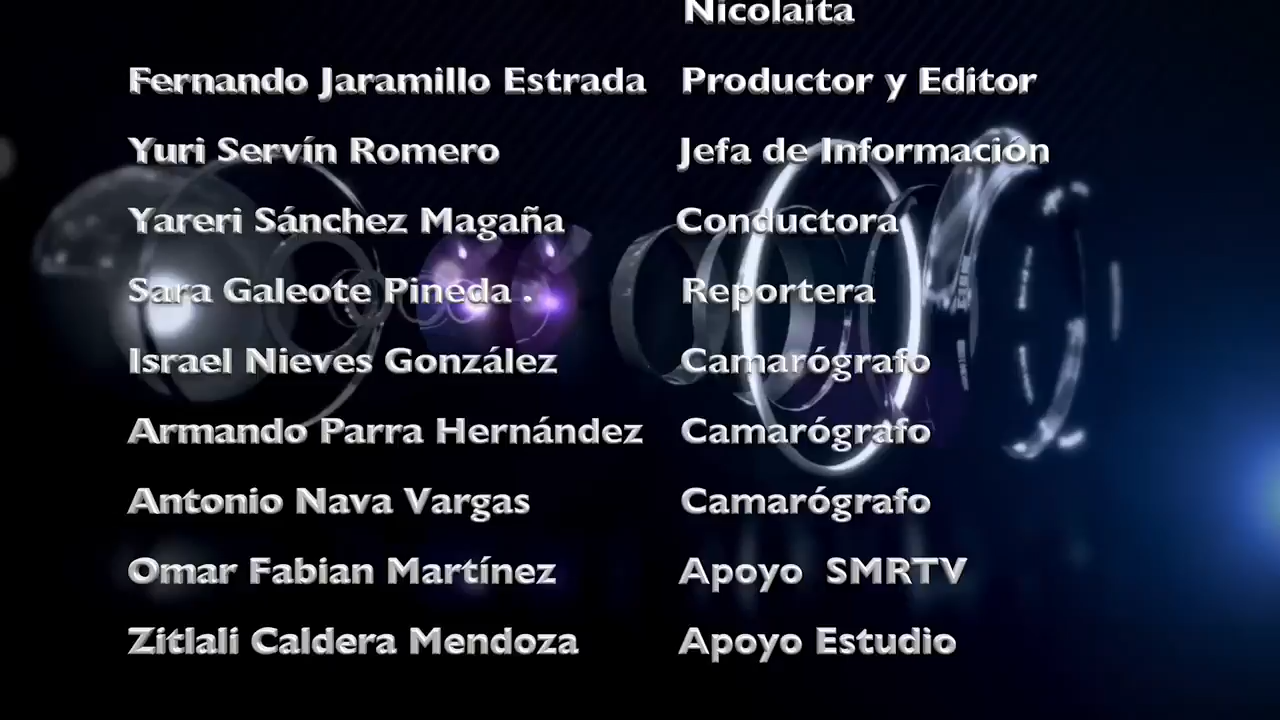 Nicolaita
Fernando Jaramillo Estrada Productor y Editor
Yuri Servín Romero Jefa de Información
Yareri Sánchez Magaña Conductora
Sara Galeote Pineda . Reportera
Israel Nieves González Camarógrafo
Armando Parra Hernández Camarógrafo
Antonio Nava Vargas Camarógrafo
Omar Fabian Martínez Apoyo SMRTV
Zitlali Caldera Mendoza Apoyo Estudio